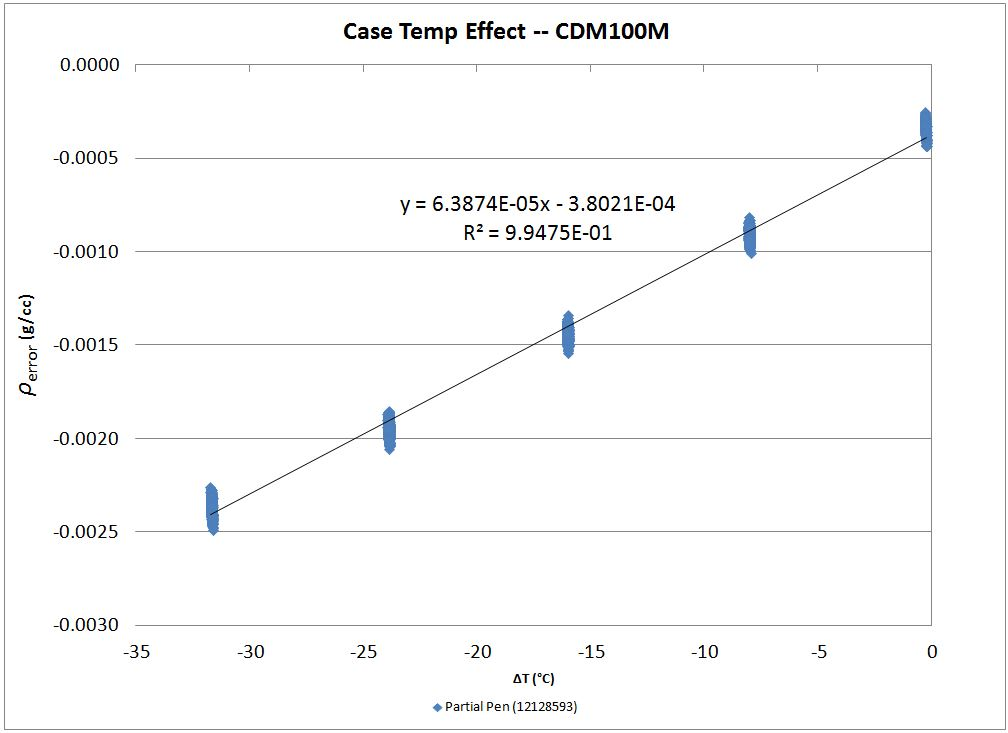 Case Temp Effect -- CDM100M
0.0000
-0.0005
-0.0010
-0.0015
-0.0020
-0.0025
-0.0030
ρerror (g/cc)
y = 6.3874E-05x - 3.8021E-04
R² = 9.9475E-01
-35 -30 -25 -20 -15 -10 -5 0
ΔT (°C)
Partial Pen (12128593)